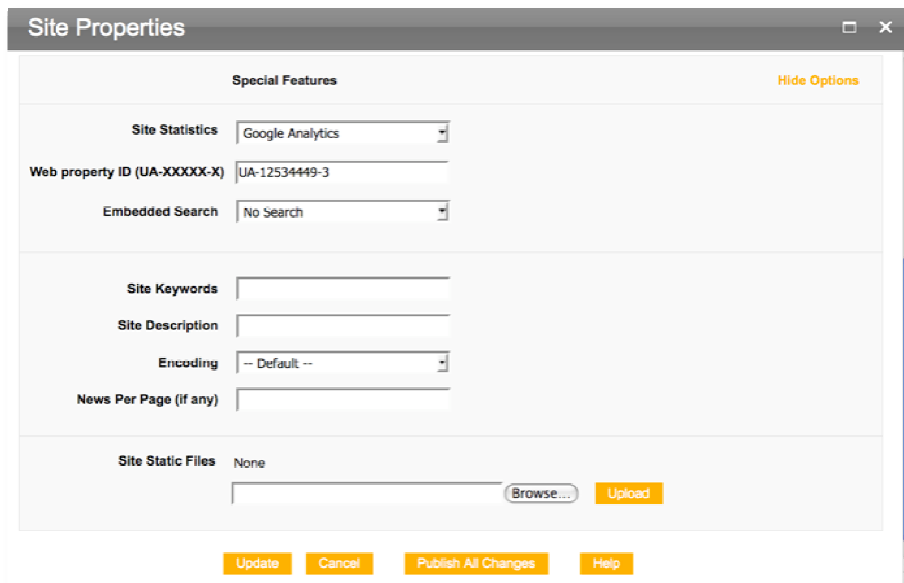 Site Properties
Special Features Hide Options
Site Statistics Google Analytics
Web property ID (UA-XXXXX-X) UA-12534449-3
Embedded Search No Search
Site Keywords
Site Description
Encoding -- Default --
News Per Page (if any)
Site Static Files None
Browse... Upload
Update Cancel Publish All Changes Help